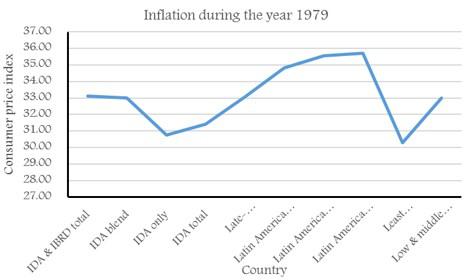 Inflation during the year 1979
Consumer price index
37.00
36.00
35.00
34.00
33.00
32.00
31.00
30.00
29.00
28.00
27.00
IDA & IBRD total
IDA blend
IDA only
IDA total
Late-…
Latin America…
Latin America…
Latin America…
Least…
Low & middle…
Country